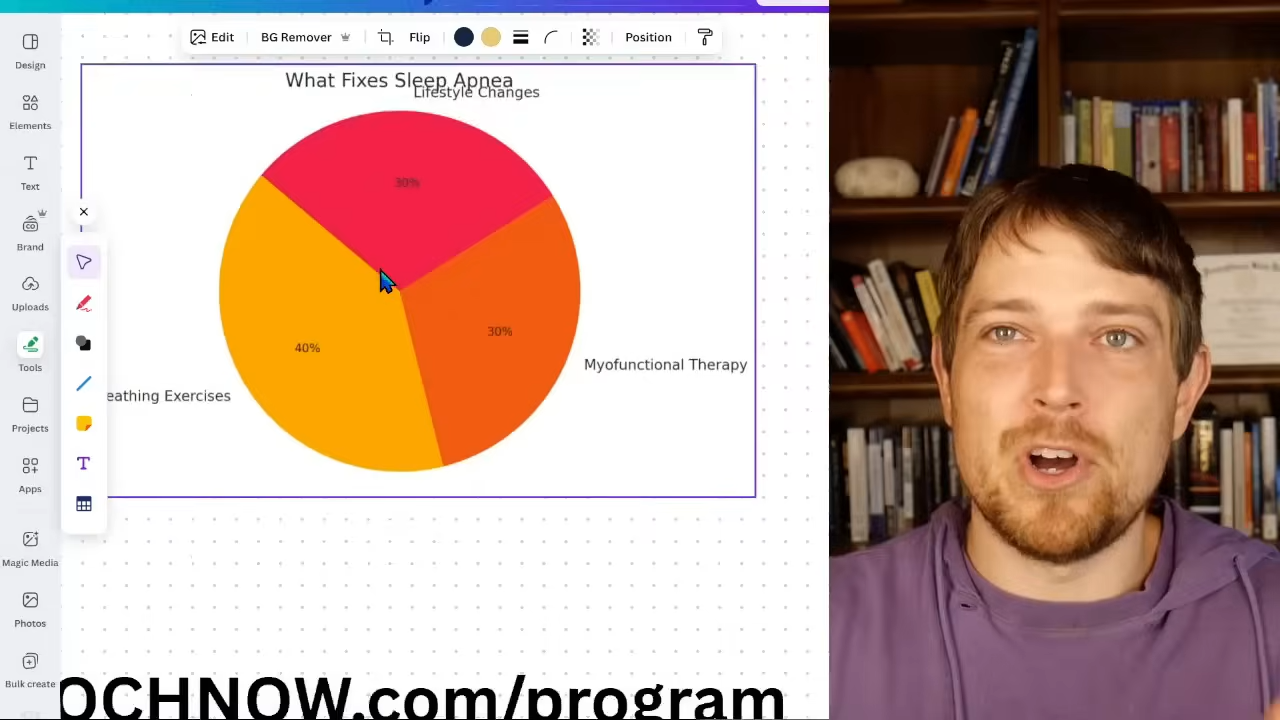 Edit
BG Remover
Flip
Position
Design
Elements
Text
Brand
Uploads
Tools
Projects
Apps
Magic Media
Photos
Bulk create
What Fixes Sleep Apnea
Lifestyle Changes
30%
30%
40%
Myofunctional Therapy
eathing Exercises
OCHNOW.com/program